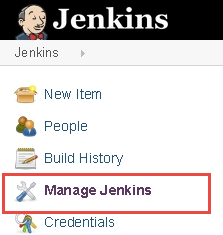 Jenkins
Jenkins
New Item
People
Build History
Manage Jenkins
Credentials